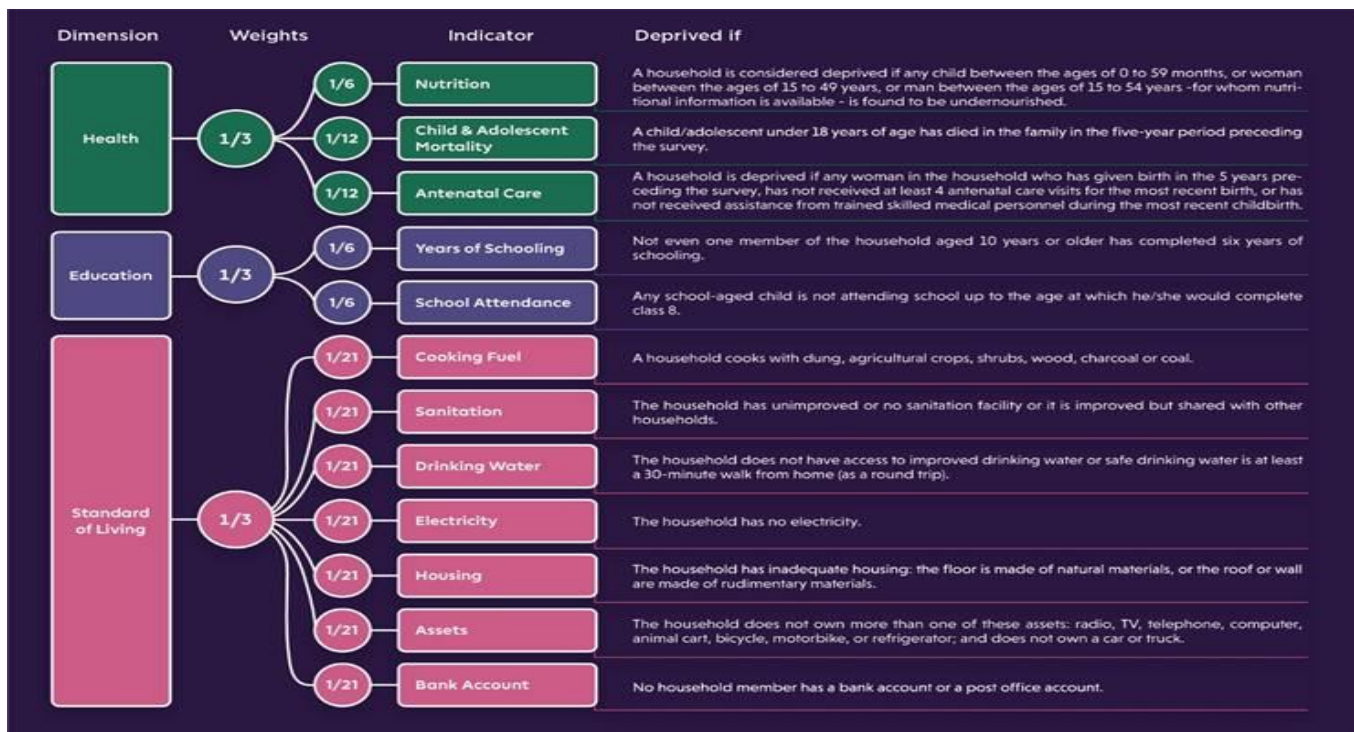 Dimension Weights Indicator Deprived if
Health
1/3
1/6
Nutrition
A household is considered deprived if any child between the ages of 0 to 59 months, or woman
between the ages of 15 to 49 years, or man between the ages of 15 to 54 years -for whom nutri-
tional information is available - is found to be undernourished.
1/12
Child & Adolescent
Mortality
A child/adolescent under 18 years of age has died in the family in the five-year period preceding
the survey.
1/12
Antenatal Care
A household is deprived if any woman in the household who has given birth in the 5 years pre-
ceding the survey, has not received at least 4 antenatal care visits for the most recent birth, or has
not received assistance from trained skilled medical personnel during the most recent childbirth.
Education
1/3
1/6
Years of Schooling
Not even one member of the household aged 10 years or older has completed six years of
schooling.
1/6
School Attendance
Any school-aged child is not attending school up to the age at which he/she would complete
class 8.
Standard
of Living
1/3
1/21
Cooking Fuel
A household cooks with dung, agricultural crops, shrubs, wood, charcoal or coal.
1/21
Sanitation
The household has unimproved or no sanitation facility or it is improved but shared with other
households.
1/21
Drinking Water
The household does not have access to improved drinking water or safe drinking water is at least
a 30-minute walk from home (as a round trip).
1/21
Electricity
The household has no electricity.
1/21
Housing
The household has inadequate housing: the floor is made of natural materials, or the roof or wall
are made of rudimentary materials.
1/21
Assets
The household does not own more than one of these assets: radio, TV, telephone, computer,
animal cart, bicycle, motorbike, or refrigerator; and does not own a car or truck.
1/21
Bank Account
No household member has a bank account or a post office account.